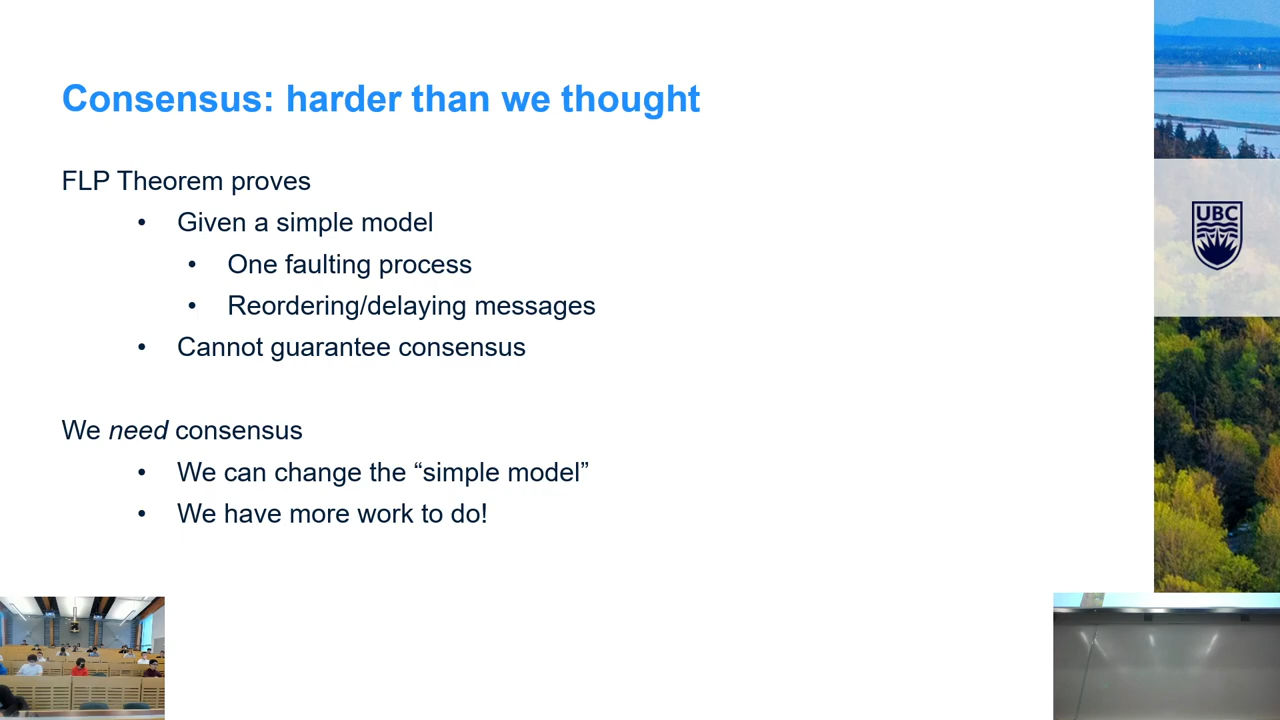 Consensus: harder than we thought
FLP Theorem proves
• Given a simple model
• One faulting process
• Reordering/delaying messages
• Cannot guarantee consensus
We need consensus
• We can change the “simple model”
• We have more work to do!
UBC